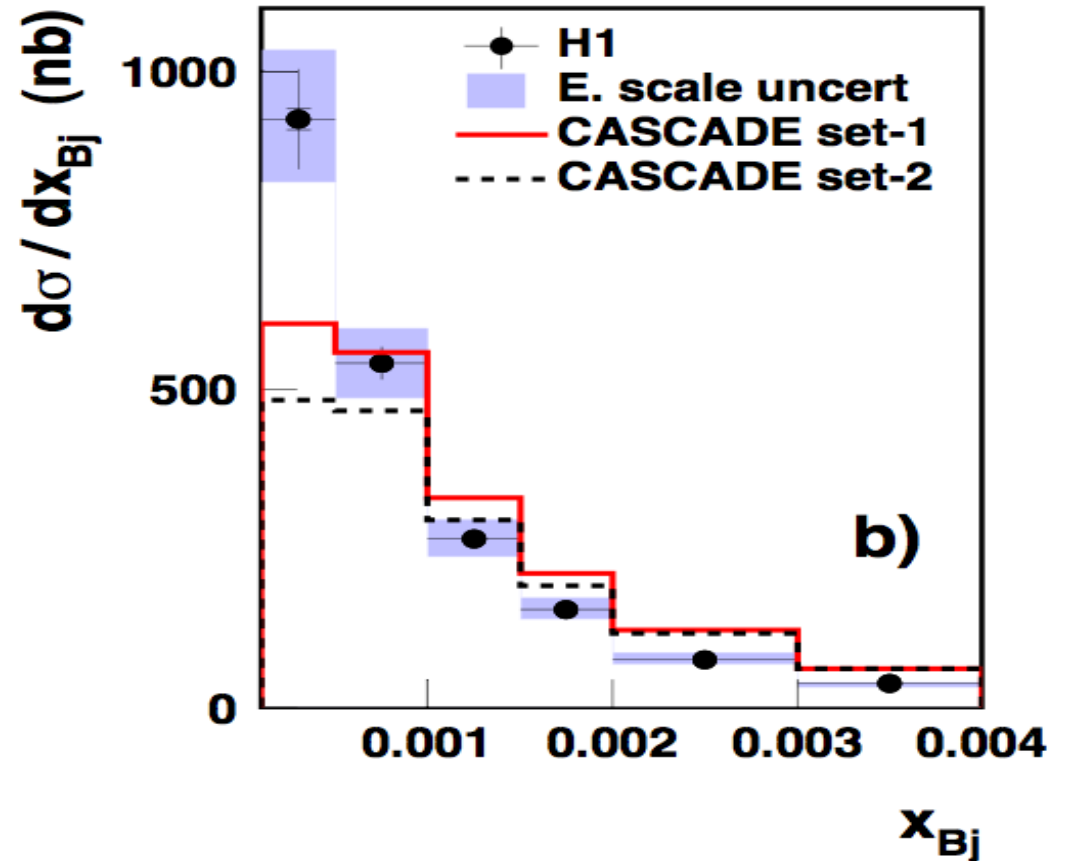 dσ / dx_Bj (nb)
1000
500
0
H1
E. scale uncert
CASCADE set-1
CASCADE set-2
b)
0.001 0.002 0.003 0.004
x_Bj